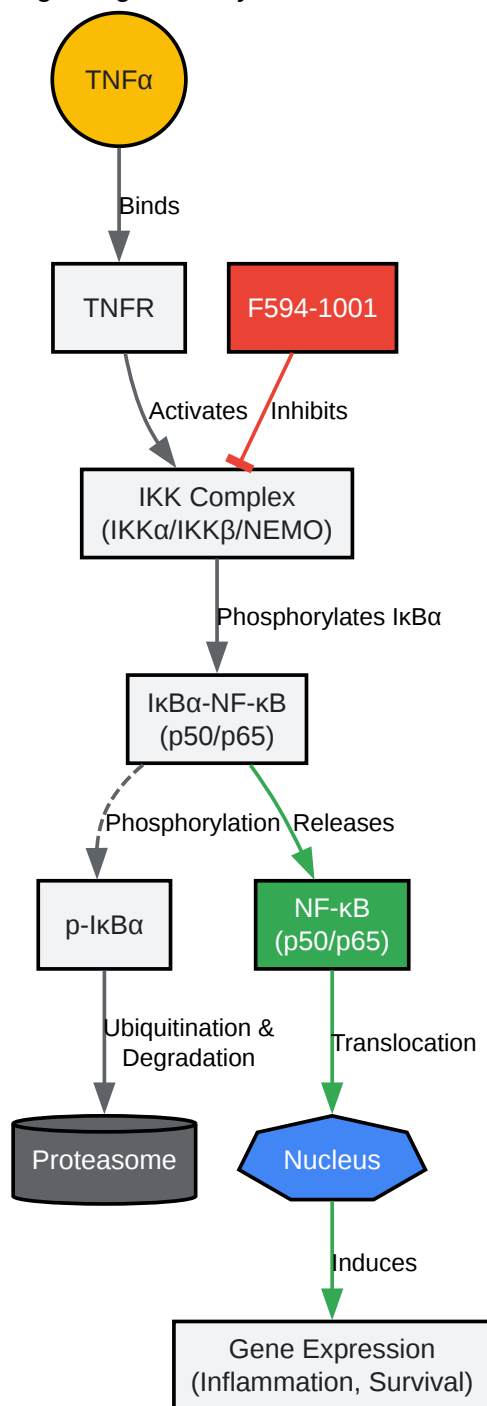 TNFα
Binds
TNFR
F594-1001
Activates
Inhibits
IKK Complex
(IKKα/IKKβ/NEMO)
Phosphorylates IκBα
IκBα-NF-κB
(p50/p65)
Phosphorylation
Releases
p-IκBα
NF-κB
(p50/p65)
Ubiquitination &
Degradation
Translocation
Proteasome
Nucleus
Induces
Gene Expression
(Inflammation, Survival)